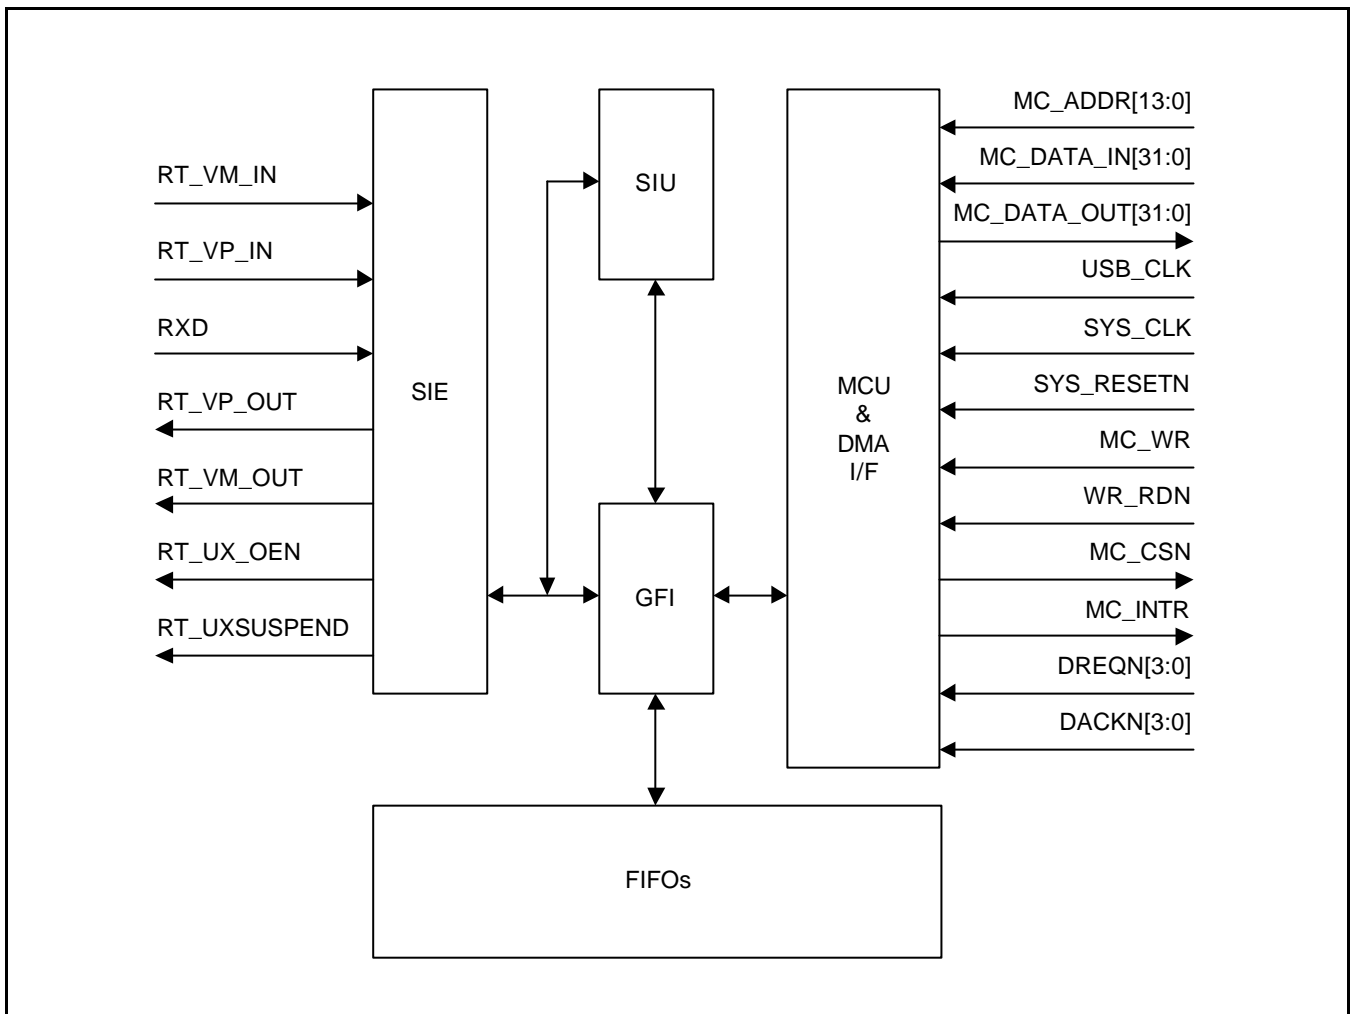 RT_VM_IN
RT_VP_IN
RXD
RT_VP_OUT
RT_VM_OUT
RT_UX_OEN
RT_UXSUSPEND
SIE
SIU
GFI
MCU
&
DMA
I/F
MC_ADDR[13:0]
MC_DATA_IN[31:0]
MC_DATA_OUT[31:0]
USB_CLK
SYS_CLK
SYS_RESETN
MC_WR
WR_RDN
MC_CSN
MC_INTR
DREQN[3:0]
DACKN[3:0]
FIFOs